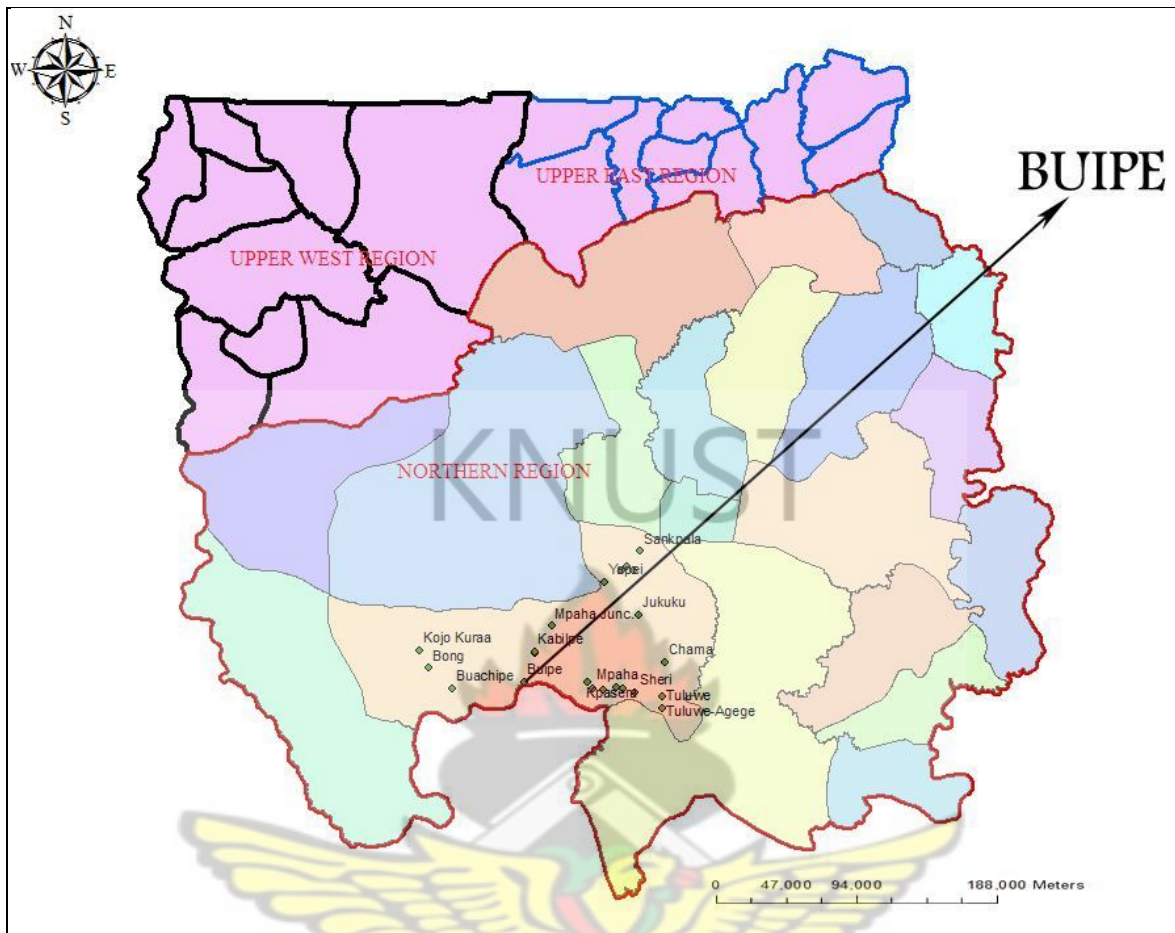 N
W E
S
BUIPE
UPPER EAST REGION
UPPER WEST REGION
KNUST
NORTHERN REGION
Sankpala
Jukuku
Mpaha Junc.
Kojo Kuraa
Kabilpe
Bong
Chama
Buachipe
Buipe
Mpaha
Sheri
Kpasera
Tuluwe
Tuluwe-Agege
0 47,000 94,000 188,000 Meters